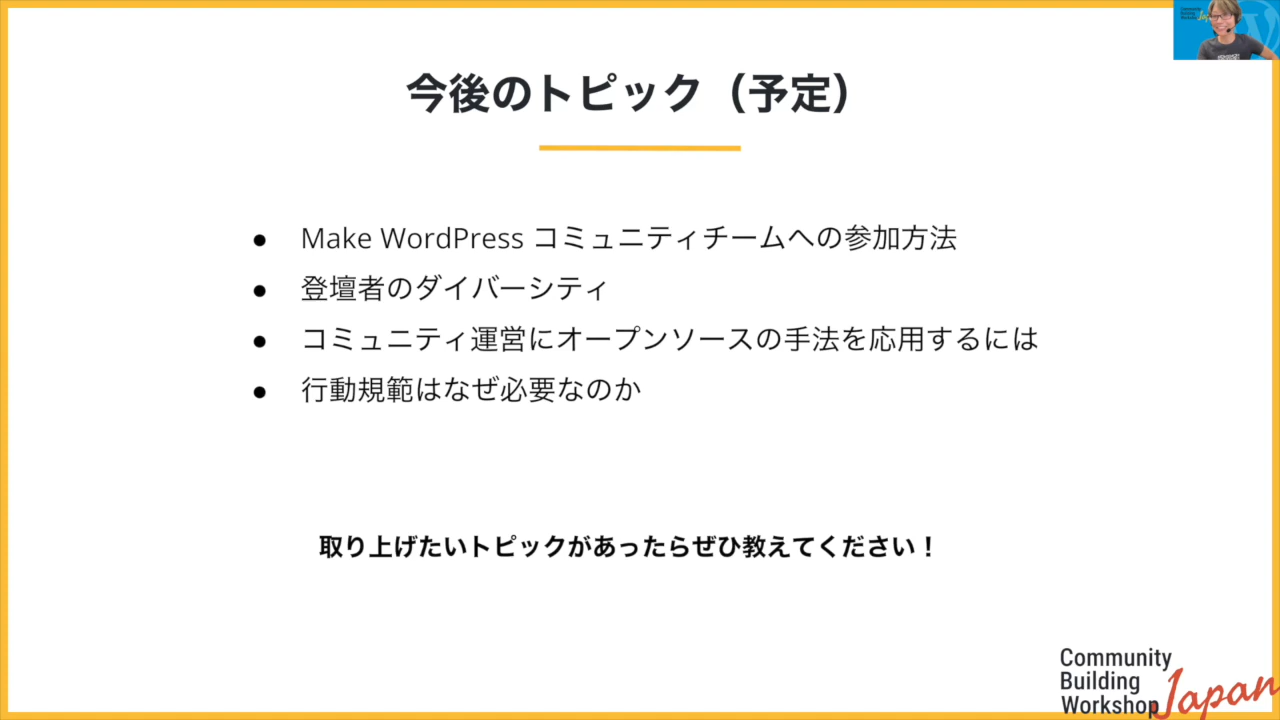 今後のトピック（予定）
Make WordPress コミュニティチームへの参加方法
登壇者のダイバーシティ
コミュニティ運営にオープンソースの手法を応用するには
行動規範はなぜ必要なのか
取り上げたいトピックがあったらぜひ教えてください！
Community
Building
Workshop Japan